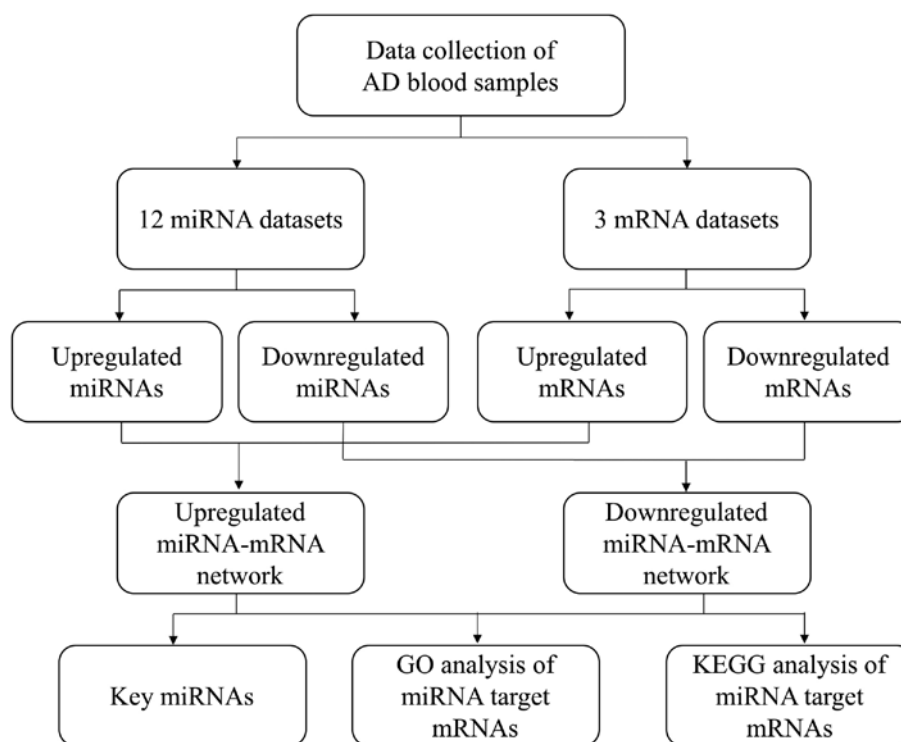 Data collection of
AD blood samples
12 miRNA datasets
3 mRNA datasets
Upregulated
miRNAs
Downregulated
miRNAs
Upregulated
mRNAs
Downregulated
mRNAs
Upregulated
miRNA-mRNA
network
Downregulated
miRNA-mRNA
network
Key miRNAs
GO analysis of
miRNA target
mRNAs
KEGG analysis of
miRNA target
mRNAs